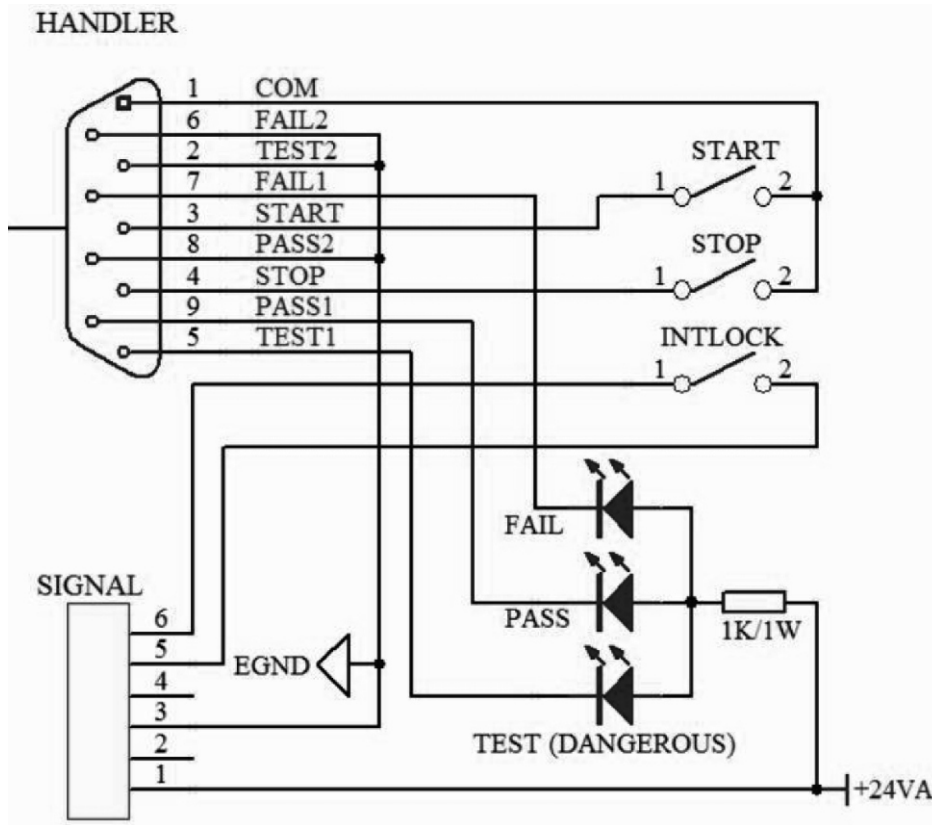 HANDLER
1 COM
6 FAIL2
2 TEST2
7 FAIL1
3 START
8 PASS2
4 STOP
9 PASS1
5 TEST1
START
1 2
STOP
1 2
INTLOCK
1 2
FAIL
PASS
1K/1W
TEST (DANGEROUS)
SIGNAL
6
5
4
3
2
1
EGND
+24VA